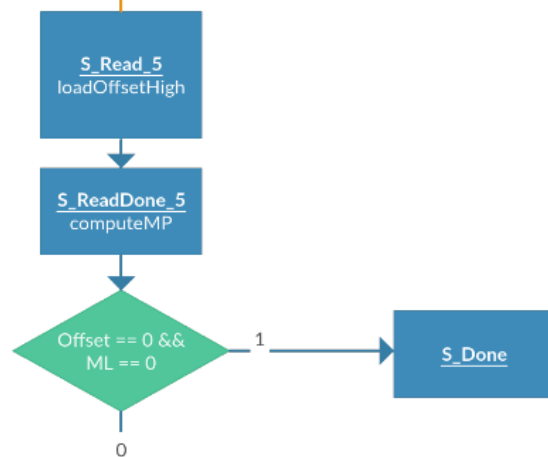 S_Read_5
loadOffsetHigh
S_ReadDone_5
computeMP
Offset == 0 &&
ML == 0
1
S_Done
0